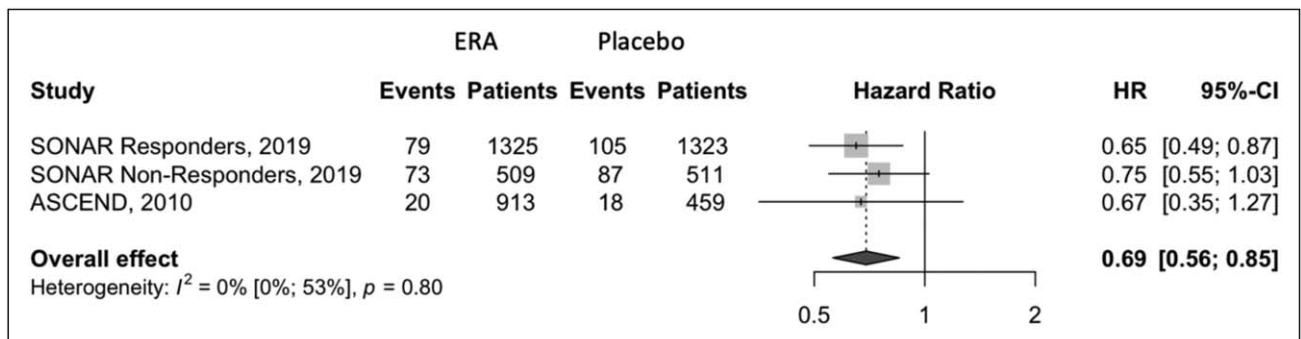 ERA Placebo
Study Events Patients Events Patients Hazard Ratio HR 95%-CI
SONAR Responders, 2019 79 1325 105 1323 0.65 [0.49; 0.87]
SONAR Non-Responders, 2019 73 509 87 511 0.75 [0.55; 1.03]
ASCEND, 2010 20 913 18 459 0.67 [0.35; 1.27]
Overall effect 0.69 [0.56; 0.85]
Heterogeneity: I² = 0% [0%; 53%], p = 0.80
0.5 1 2